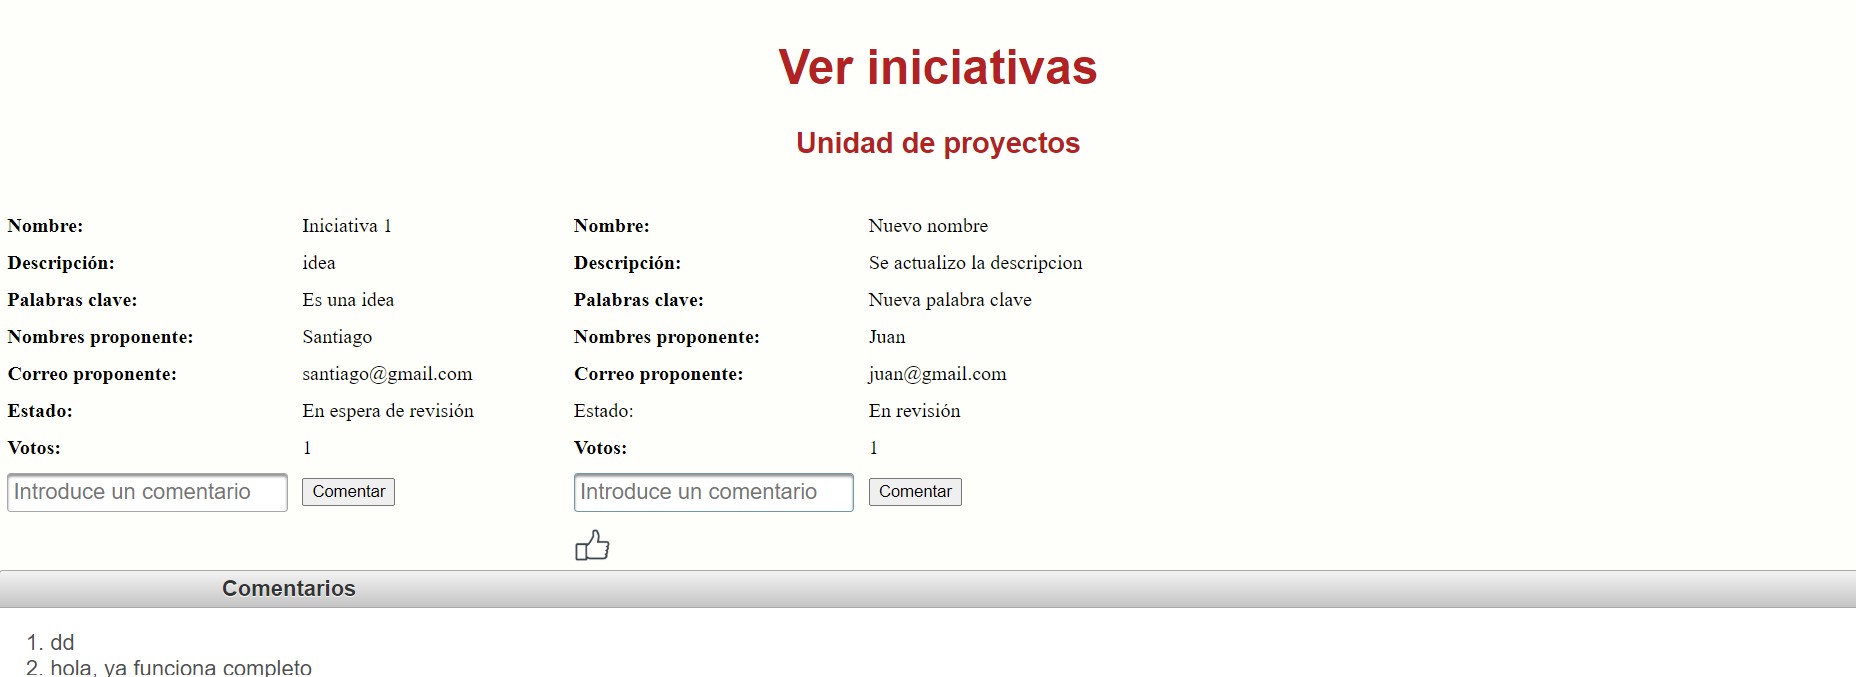 Ver iniciativas
Unidad de proyectos
Nombre: Iniciativa 1 Nombre: Nuevo nombre
Descripción: idea Descripción: Se actualizo la descripcion
Palabras clave: Es una idea Palabras clave: Nueva palabra clave
Nombres proponente: Santiago Nombres proponente: Juan
Correo proponente: santiago@gmail.com Correo proponente: juan@gmail.com
Estado: En espera de revisión Estado: En revisión
Votos: 1 Votos: 1
Introduce un comentario Comentar Introduce un comentario Comentar
Comentarios
1. dd
2. hola, ya funciona completo